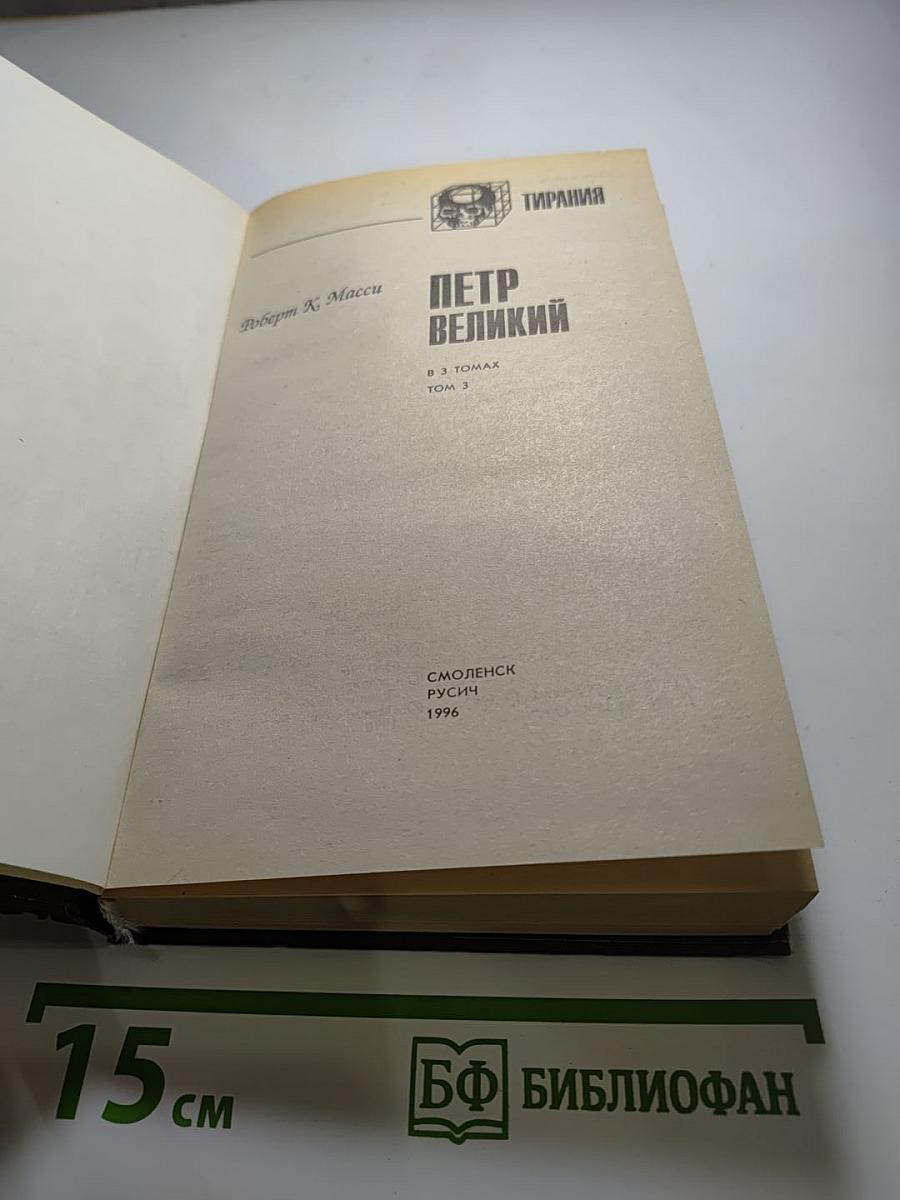 ТИРАНИЯ
Роберт К. Масси
ПЕТР
ВЕЛИКИЙ
В 3 ТОМАХ
ТОМ 3
СМОЛЕНСК
РУСИЧ
1996
15 см
БФ БИБЛИОФАН